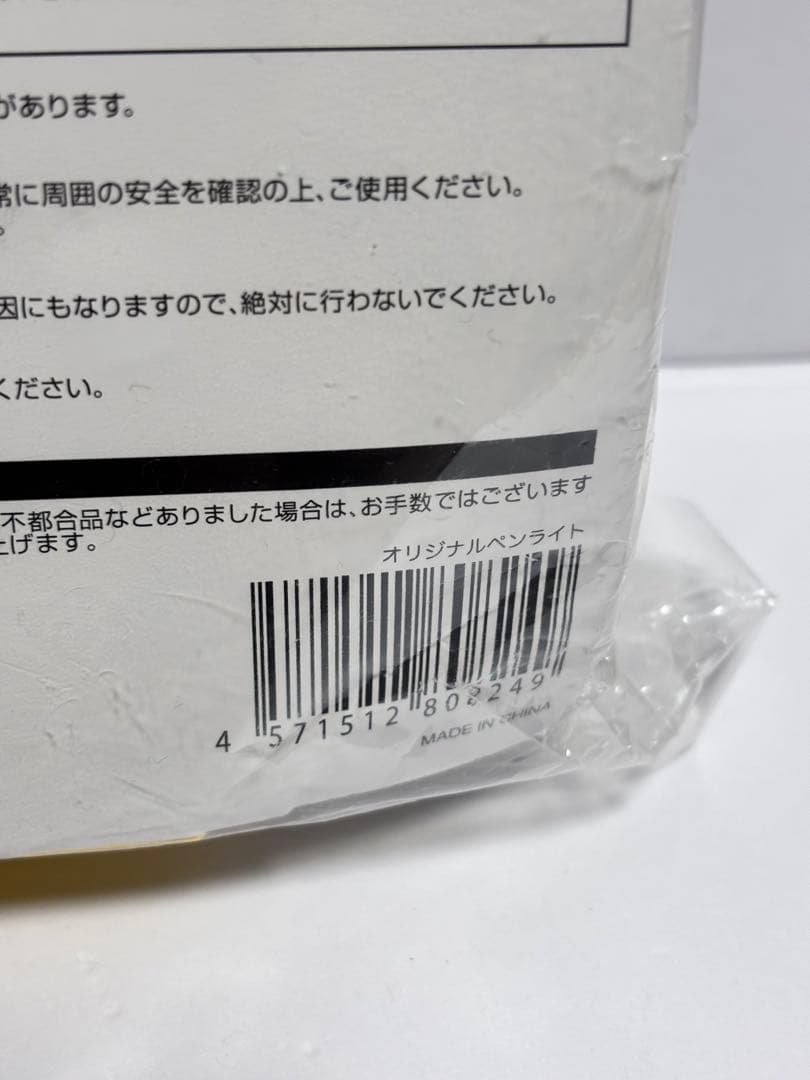 があります。
常に周囲の安全を確認の上、ご使用ください。
。
因にもなりますので、絶対に行わないでください。
ください。
不都合品などありました場合は、お手数ではございます
上げます。
オリジナルペンライト
4 571512 808249
MADE IN CHINA